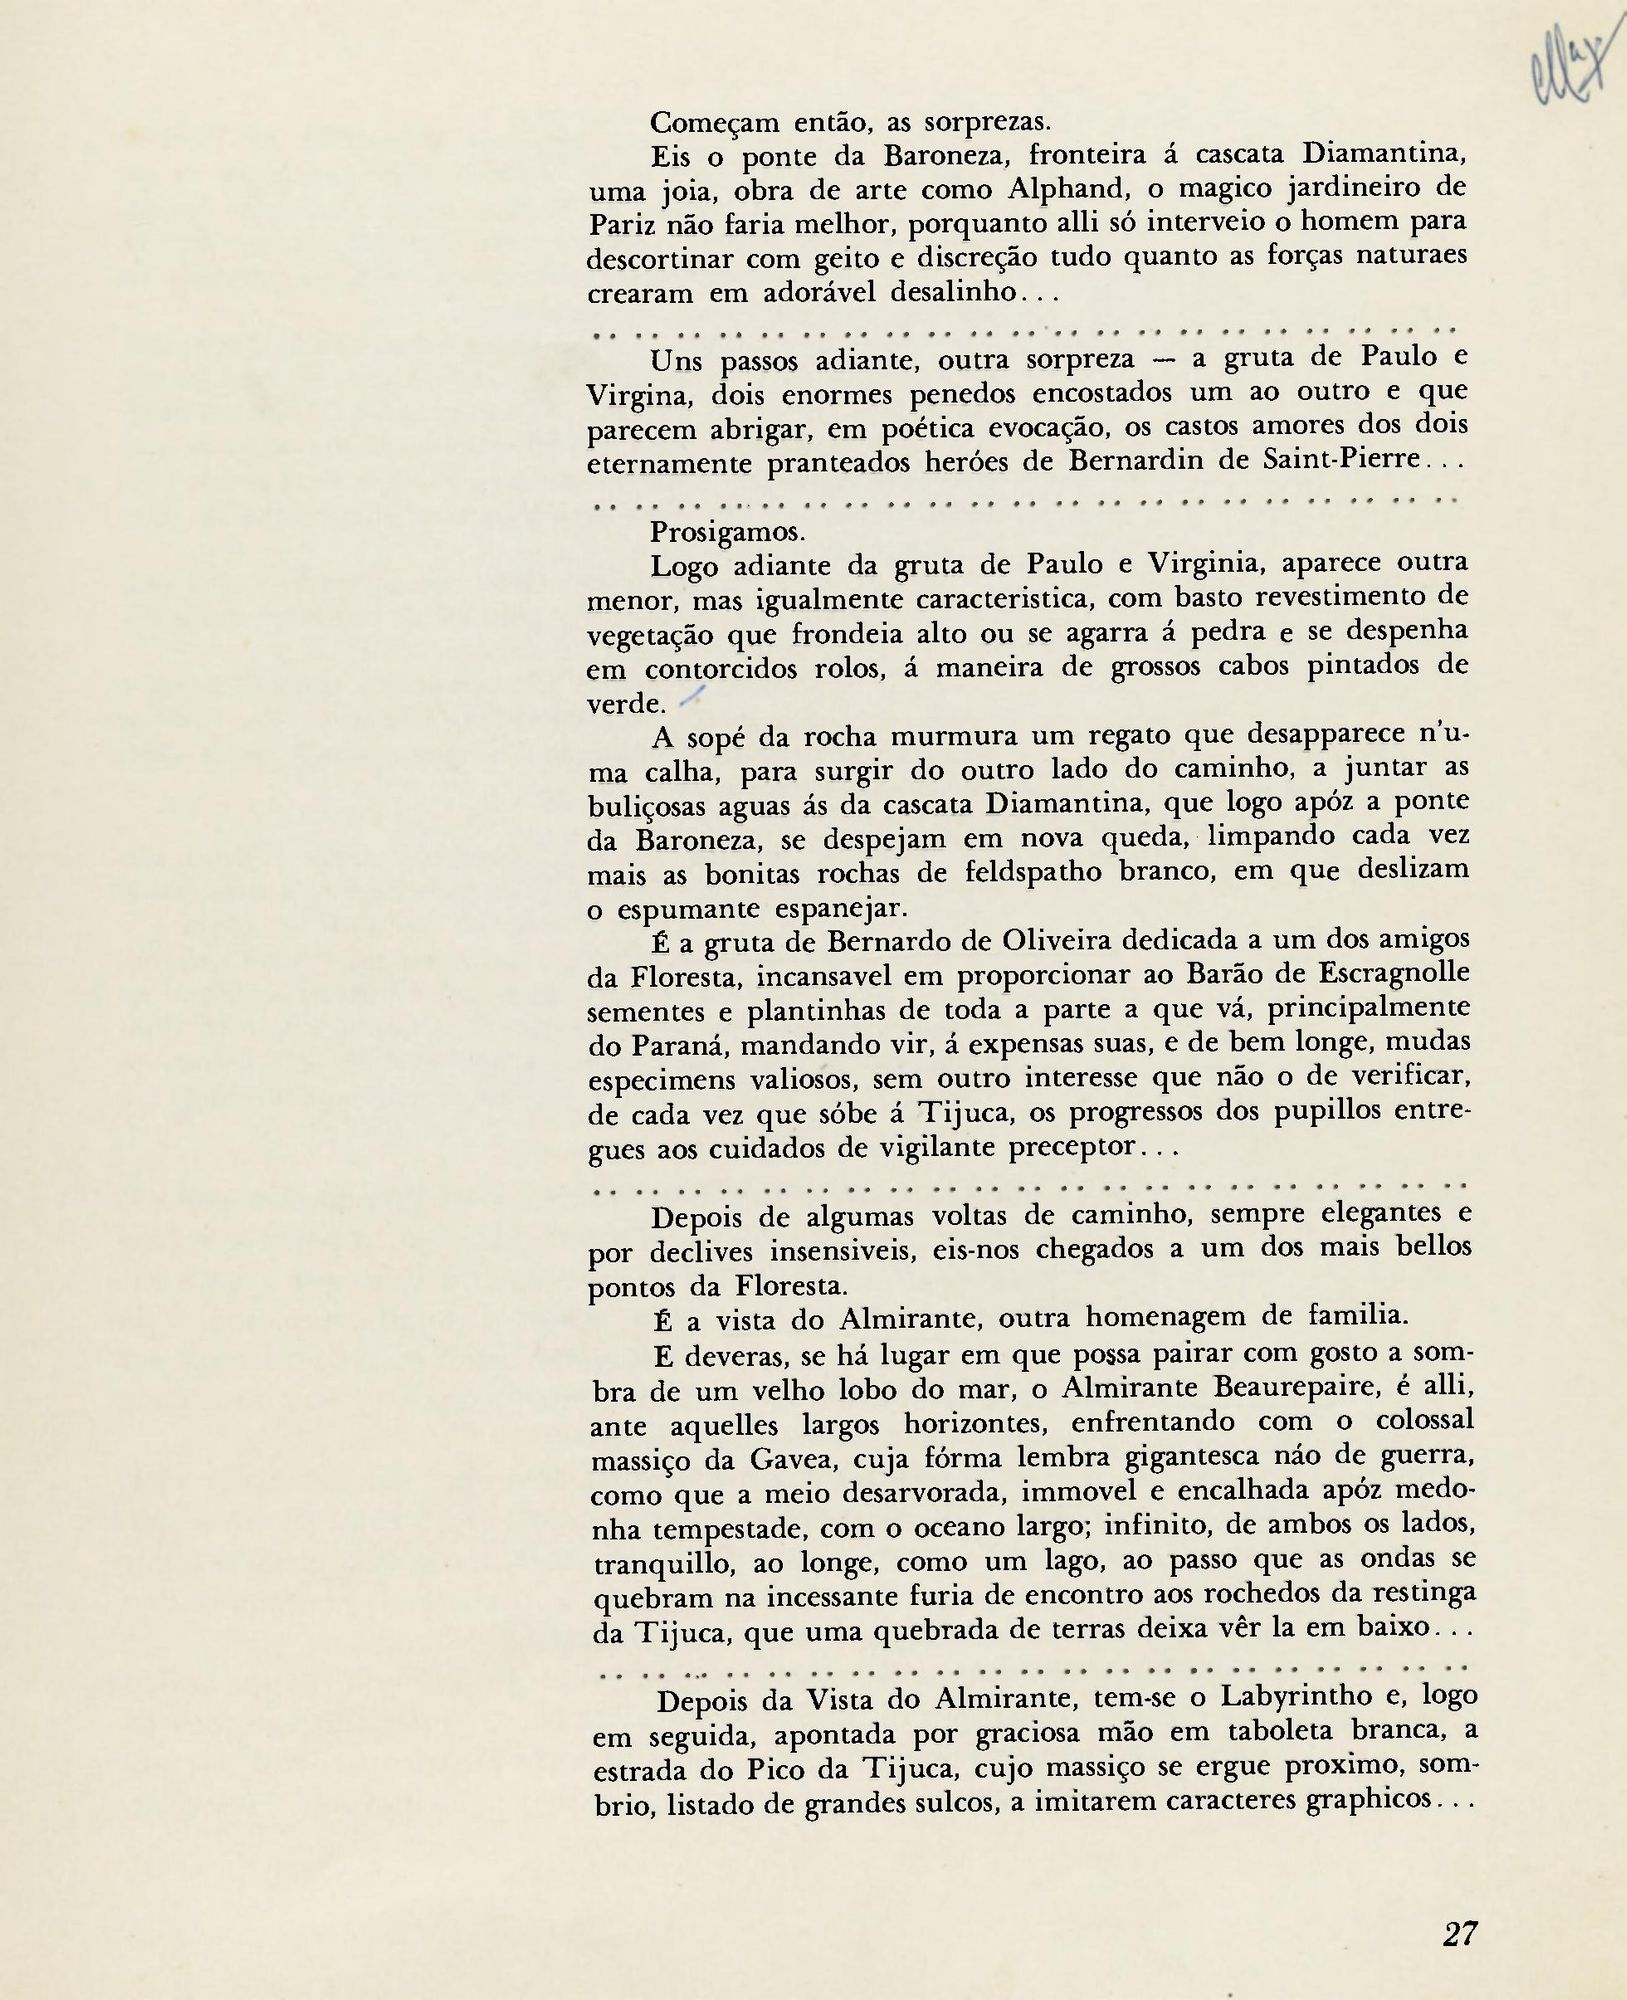 Começam então, as sorprezas.
Eis o ponte da Baroneza, fronteira á cascata Diamantina,
uma joia, obra de arte como Alphand, o magico jardineiro de
Pariz não faria melhor, porquanto alli só interveio o homem para
descortinar com geito e discreção tudo quanto as forças naturaes
crearam em adorável desalinho...
Uns passos adiante, outra sorpreza — a gruta de Paulo e
Virgina, dois enormes penedos encostados um ao outro e que
parecem abrigar, em poética evocação, os castos amores dos dois
eternamente pranteados heróes de Bernardin de Saint-Pierre...
Prosigamos.
Logo adiante da gruta de Paulo e Virginia, aparece outra
menor, mas igualmente caracteristica, com basto revestimento de
vegetação que frondeia alto ou se agarra á pedra e se despenha
em contorcidos rolos, á maneira de grossos cabos pintados de
verde.
A sopé da rocha murmura um regato que desapparece n'u-
ma calha, para surgir do outro lado do caminho, a juntar as
buliçosas aguas ás da cascata Diamantina, que logo apóz a ponte
da Baroneza, se despejam em nova queda, limpando cada vez
mais as bonitas rochas de feldspatho branco, em que deslizam
o espumante espanejar.
É a gruta de Bernardo de Oliveira dedicada a um dos amigos
da Floresta, incansavel em proporcionar ao Barão de Escragnolle
sementes e plantinhas de toda a parte a que vá, principalmente
do Paraná, mandando vir, á expensas suas, e de bem longe, mudas
especimens valiosos, sem outro interesse que não o de verificar,
de cada vez que sóbe á Tijuca, os progressos dos pupillos entre-
gues aos cuidados de vigilante preceptor...
Depois de algumas voltas de caminho, sempre elegantes e
por declives insensiveis, eis-nos chegados a um dos mais bellos
pontos da Floresta.
É a vista do Almirante, outra homenagem de familia.
E deveras, se há lugar em que possa pairar com gosto a som-
bra de um velho lobo do mar, o Almirante Beaurepaire, é alli,
ante aquelles largos horizontes, enfrentando com o colossal
massiço da Gavea, cuja fórma lembra gigantesca náo de guerra,
como que a meio desarvorada, immovel e encalhada apóz medo-
nha tempestade, com o oceano largo; infinito, de ambos os lados,
tranquillo, ao longe, como um lago, ao passo que as ondas se
quebram na incessante furia de encontro aos rochedos da restinga
da Tijuca, que uma quebrada de terras deixa vêr la em baixo...
Depois da Vista do Almirante, tem-se o Labyrintho e, logo
em seguida, apontada por graciosa mão em taboleta branca, a
estrada do Pico da Tijuca, cujo massiço se ergue proximo, som-
brio, listado de grandes sulcos, a imitarem caracteres graphicos...
27